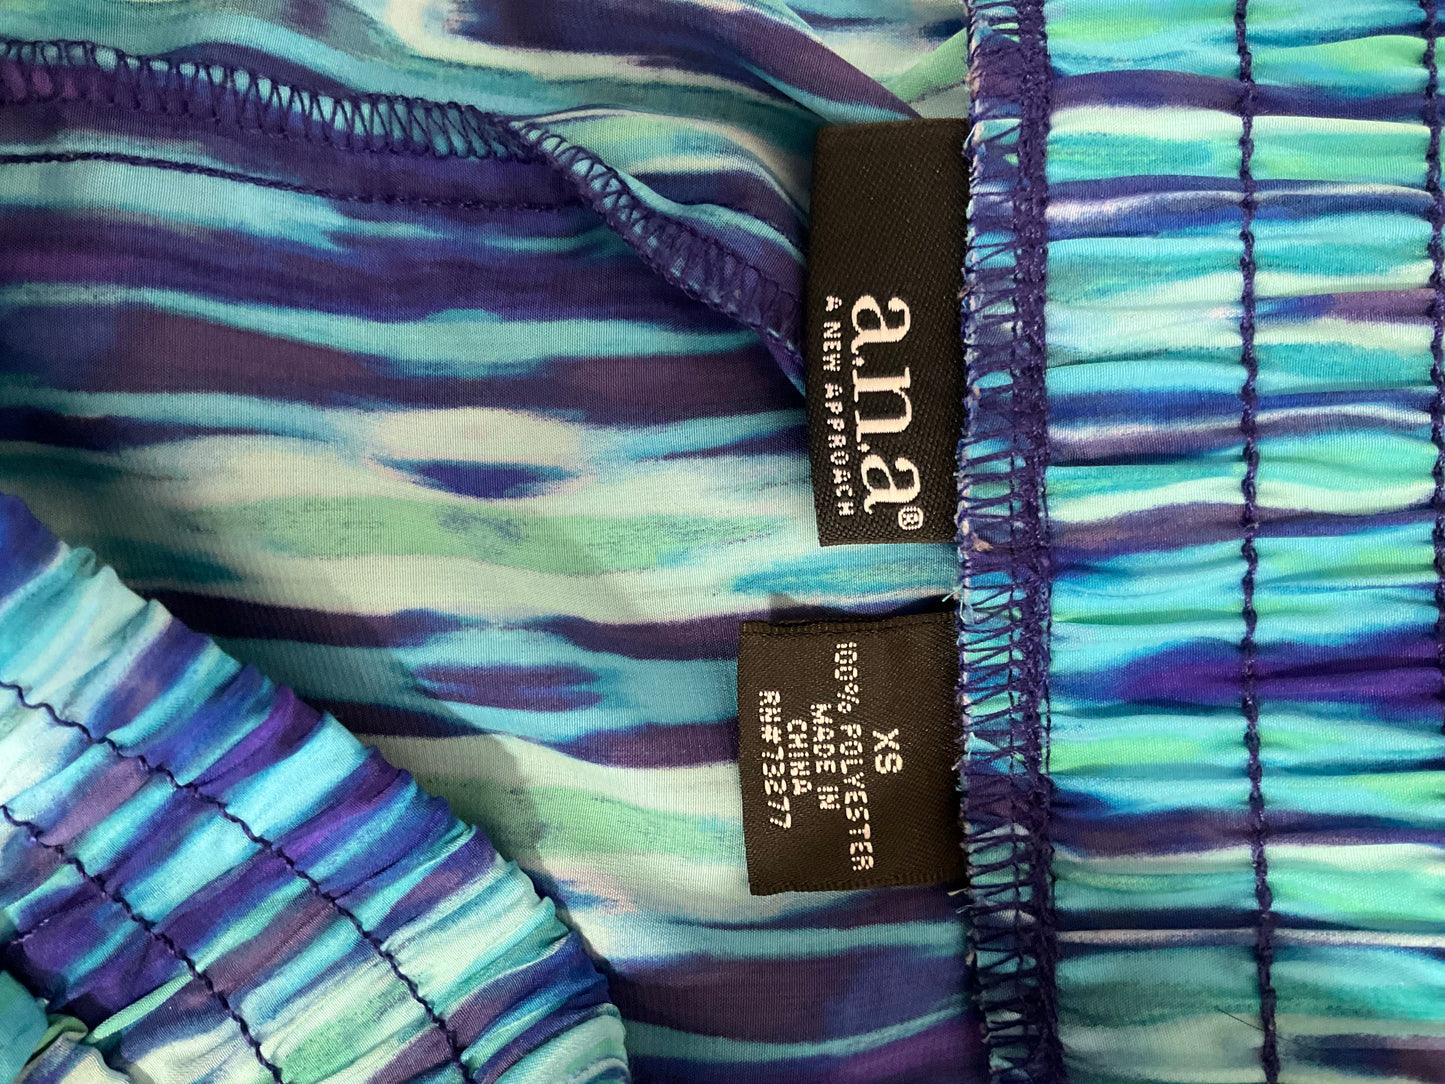 a.n.a®
A NEW APPROACH
XS
100% POLYESTER
MADE IN
CHINA
RN#73277